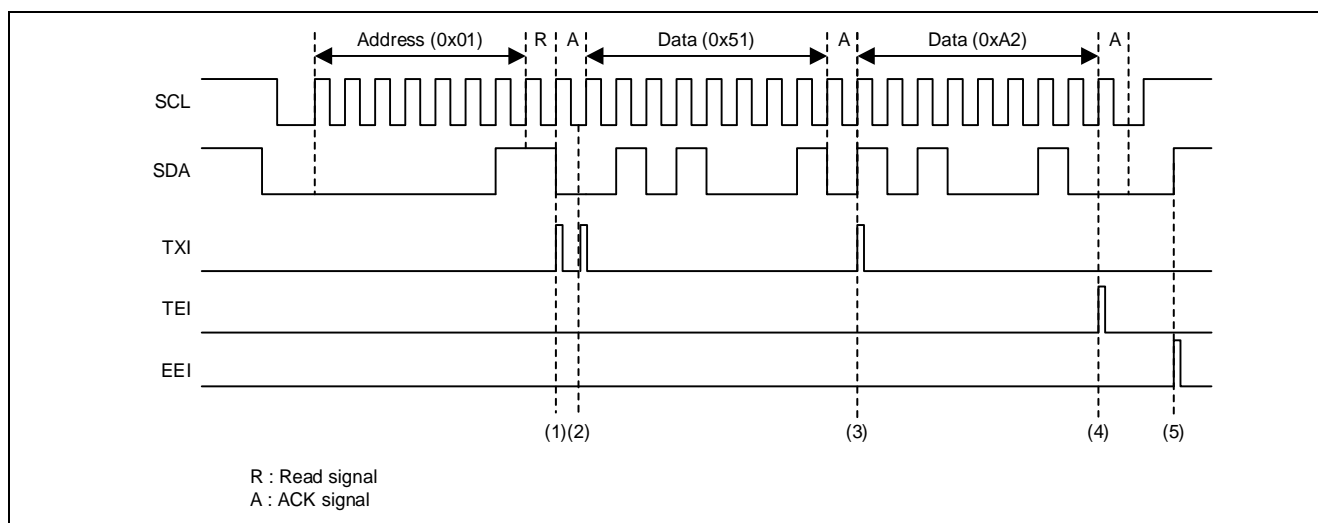 Address (0x01) R A Data (0x51) A Data (0xA2) A
SCL
SDA
TXI
TEI
EEI
(1) (2) (3) (4) (5)
R : Read signal
A : ACK signal